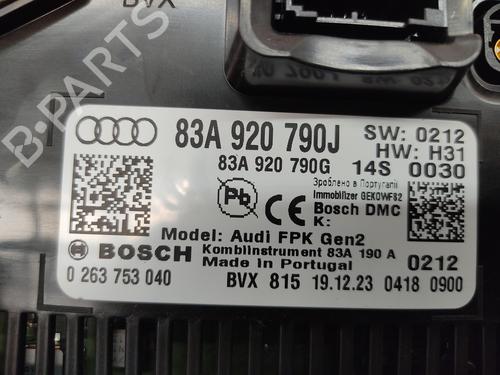 BVX
B-PARTS
83A 920 790J
SW: 0212
HW: H31
83A 920 790G
14S 0030
Зроблено в Португалії
Immobilizer GEKOWFS2
Pb
CE
Bosch DMC
K:
Model: Audi FPK Gen2
BOSCH
Kombiinstrument 83A 190 A
Made in Portugal
0212
0 263 753 040
BVX 815 19.12.23 0418 0900